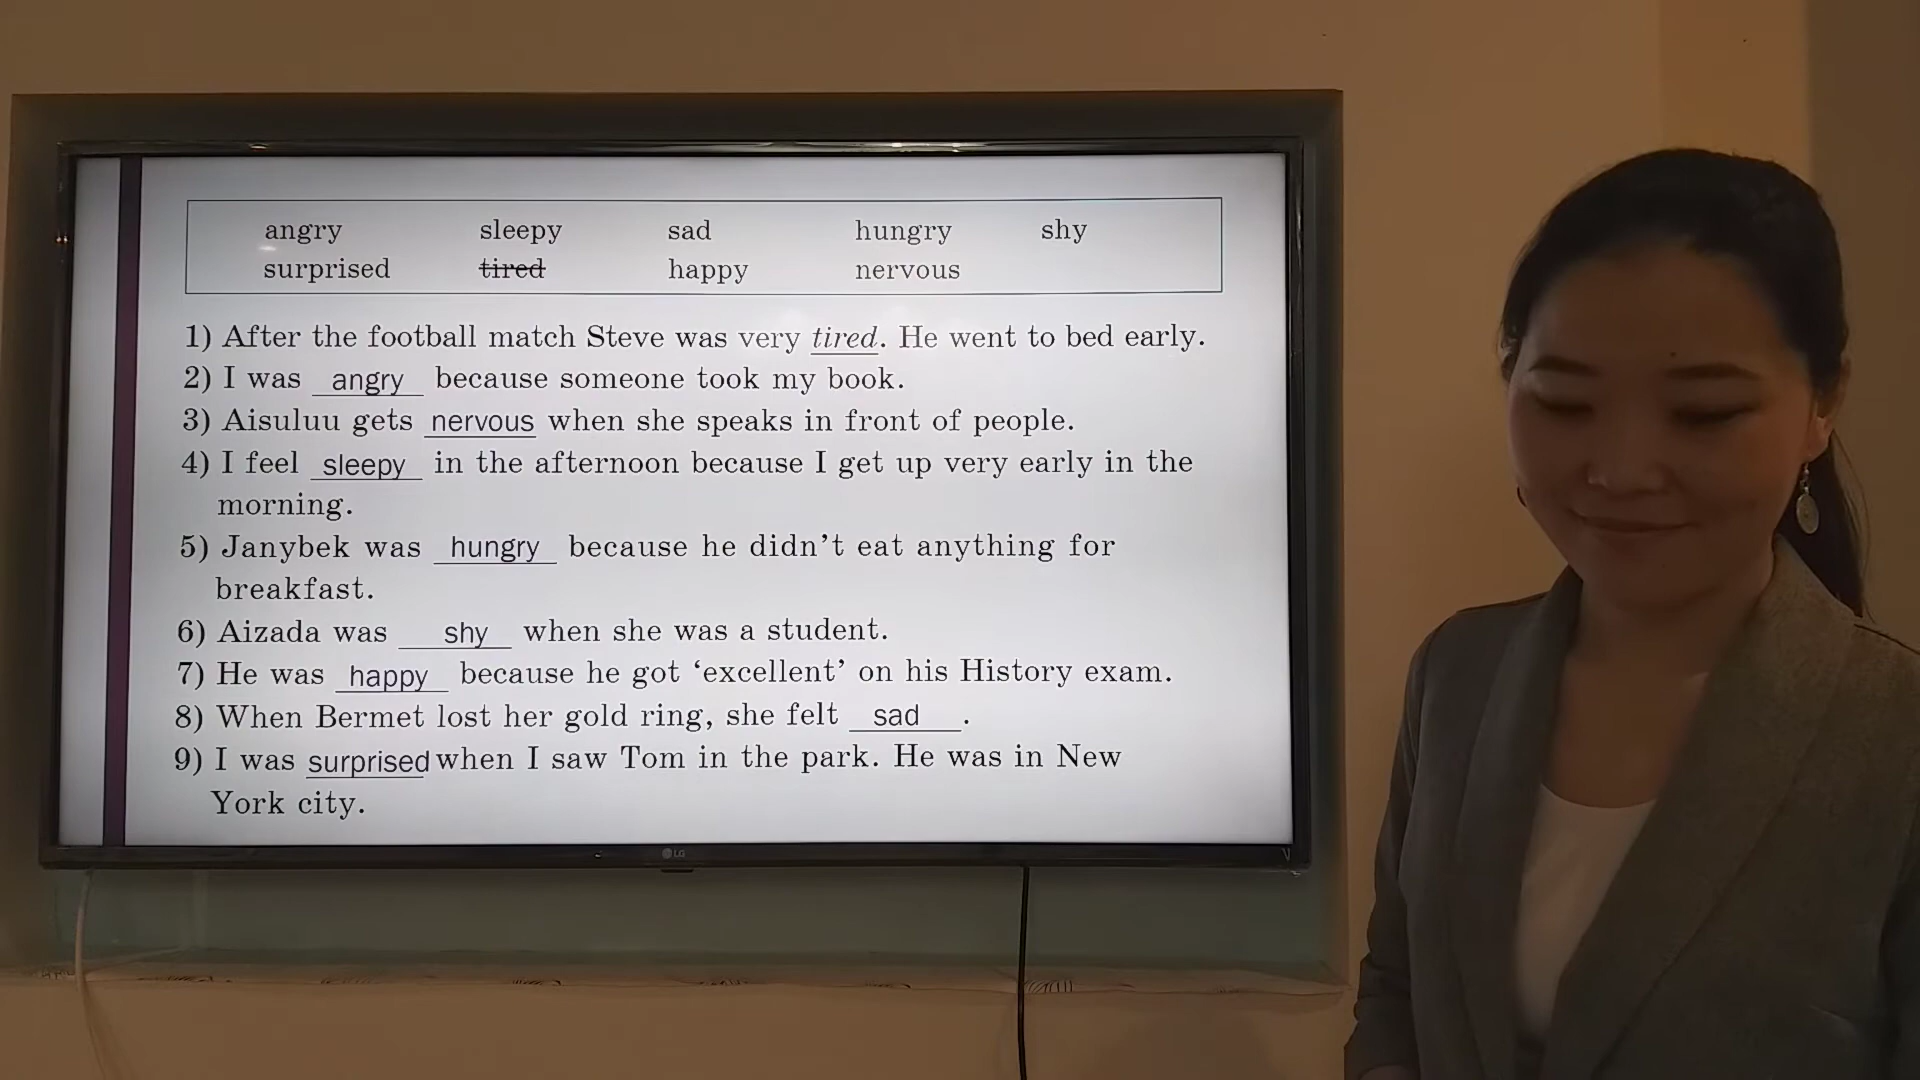 angry sleepy sad hungry shy
surprised tired happy nervous
1) After the football match Steve was very tired. He went to bed early.
2) I was angry because someone took my book.
3) Aisuluu gets nervous when she speaks in front of people.
4) I feel sleepy in the afternoon because I get up very early in the
morning.
5) Janybek was hungry because he didn't eat anything for
breakfast.
6) Aizada was shy when she was a student.
7) He was happy because he got ‘excellent’ on his History exam.
8) When Bermet lost her gold ring, she felt sad.
9) I was surprised when I saw Tom in the park. He was in New
York city.
LG